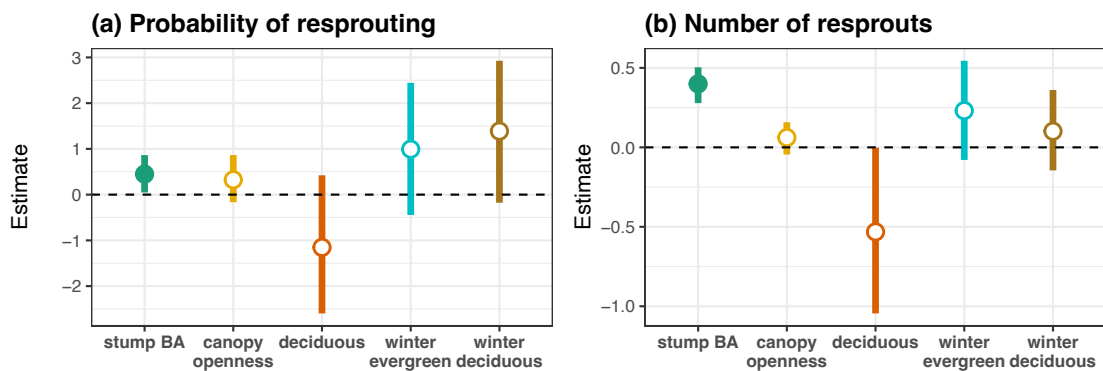 (a) Probability of resprouting
Estimate
3
2
1
0
−1
−2
stump BA
canopy
openness
deciduous
winter
evergreen
winter
deciduous
(b) Number of resprouts
Estimate
0.5
0.0
−0.5
−1.0
stump BA
canopy
openness
deciduous
winter
evergreen
winter
deciduous